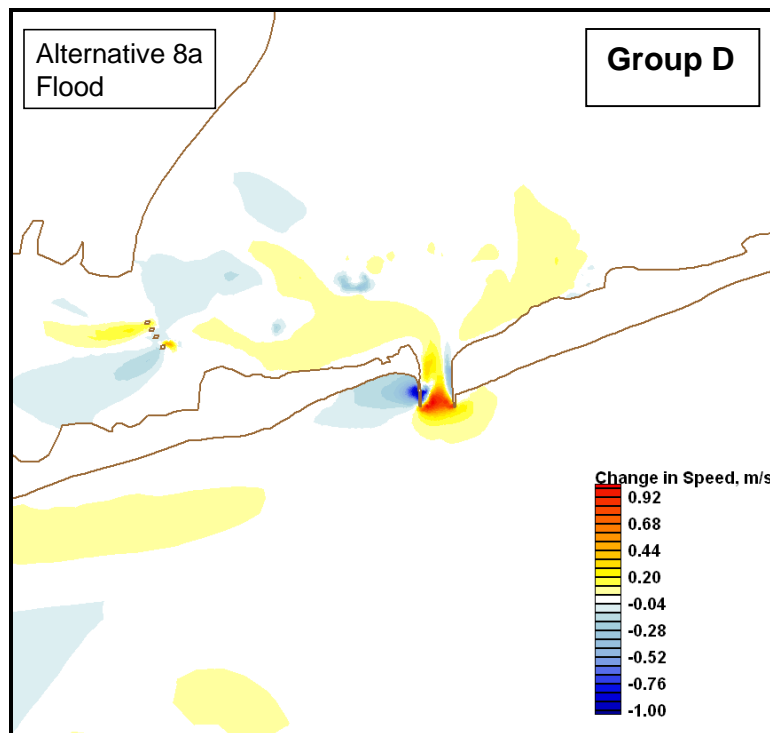 Alternative 8a
Flood
Group D
Change in Speed, m/s
0.92
0.68
0.44
0.20
-0.04
-0.28
-0.52
-0.76
-1.00